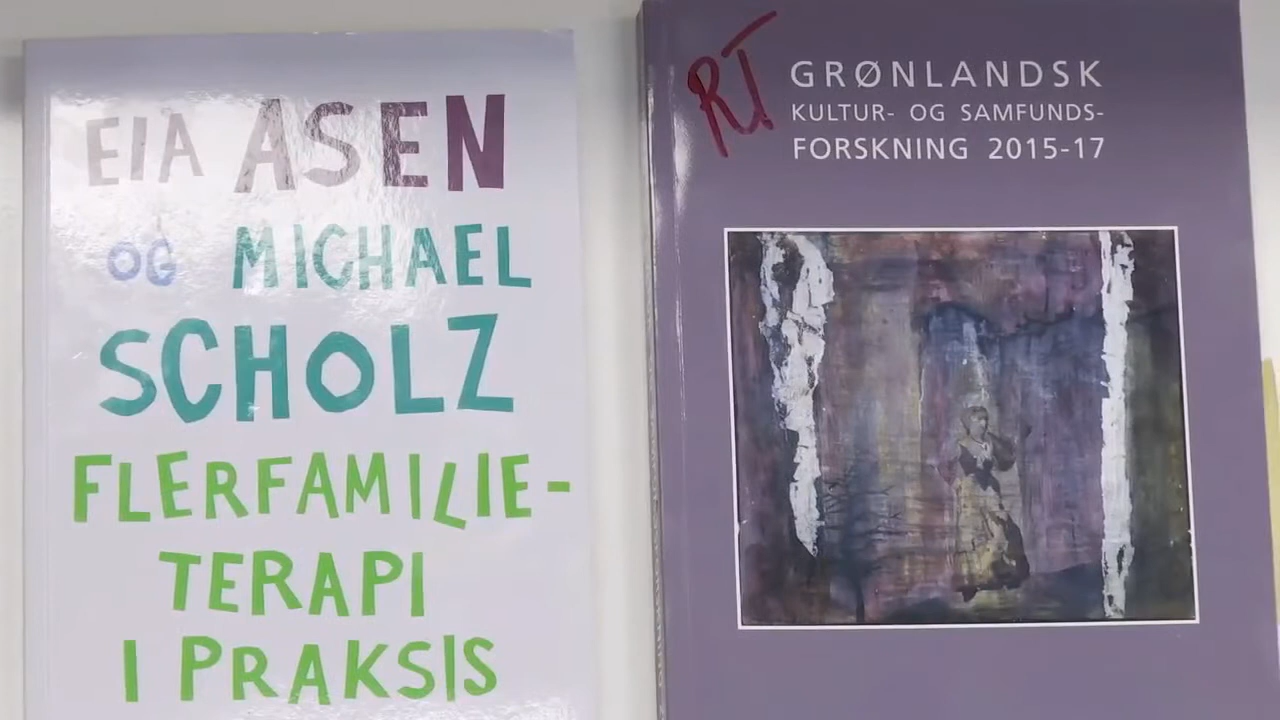 EIA ASEN
OG MICHAEL
SCHOLZ
FLERFAMILIE-
TERAPI
I PRAKSIS
RT
GRØNLANDSK
KULTUR- OG SAMFUNDS-
FORSKNING 2015-17